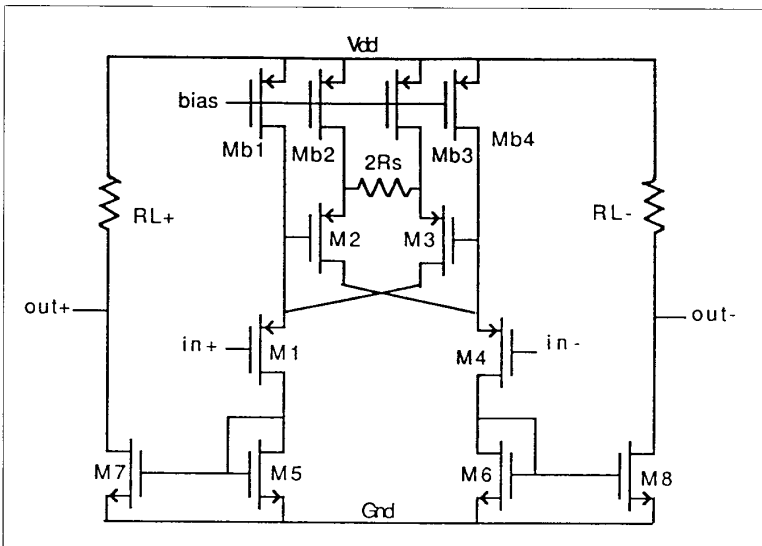 Vdd
bias
Mb1 Mb2 Mb3 Mb4
2Rs
RL+ M2 M3 RL-
out+ out-
in+ M1 M4 in-
M7 M5 M6 M8
Gnd